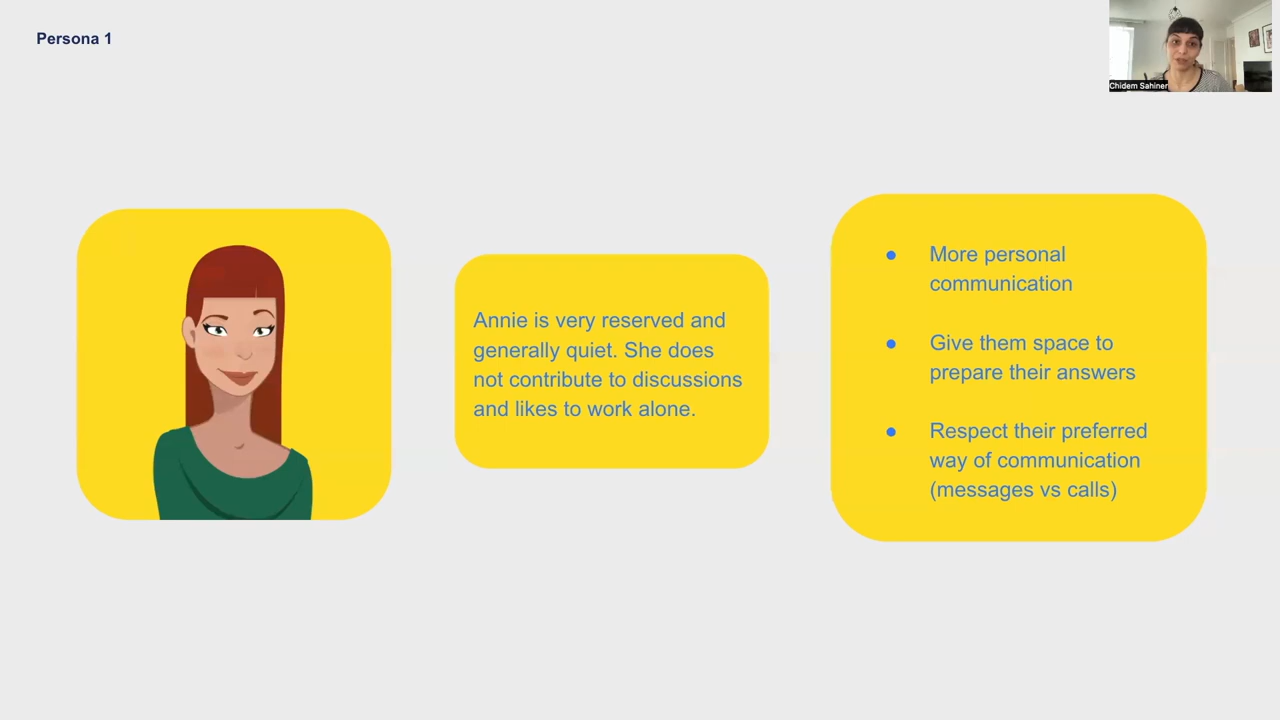 Persona 1
Chidem Sahiner
Annie is very reserved and
generally quiet. She does
not contribute to discussions
and likes to work alone.
● More personal
communication
● Give them space to
prepare their answers
● Respect their preferred
way of communication
(messages vs calls)